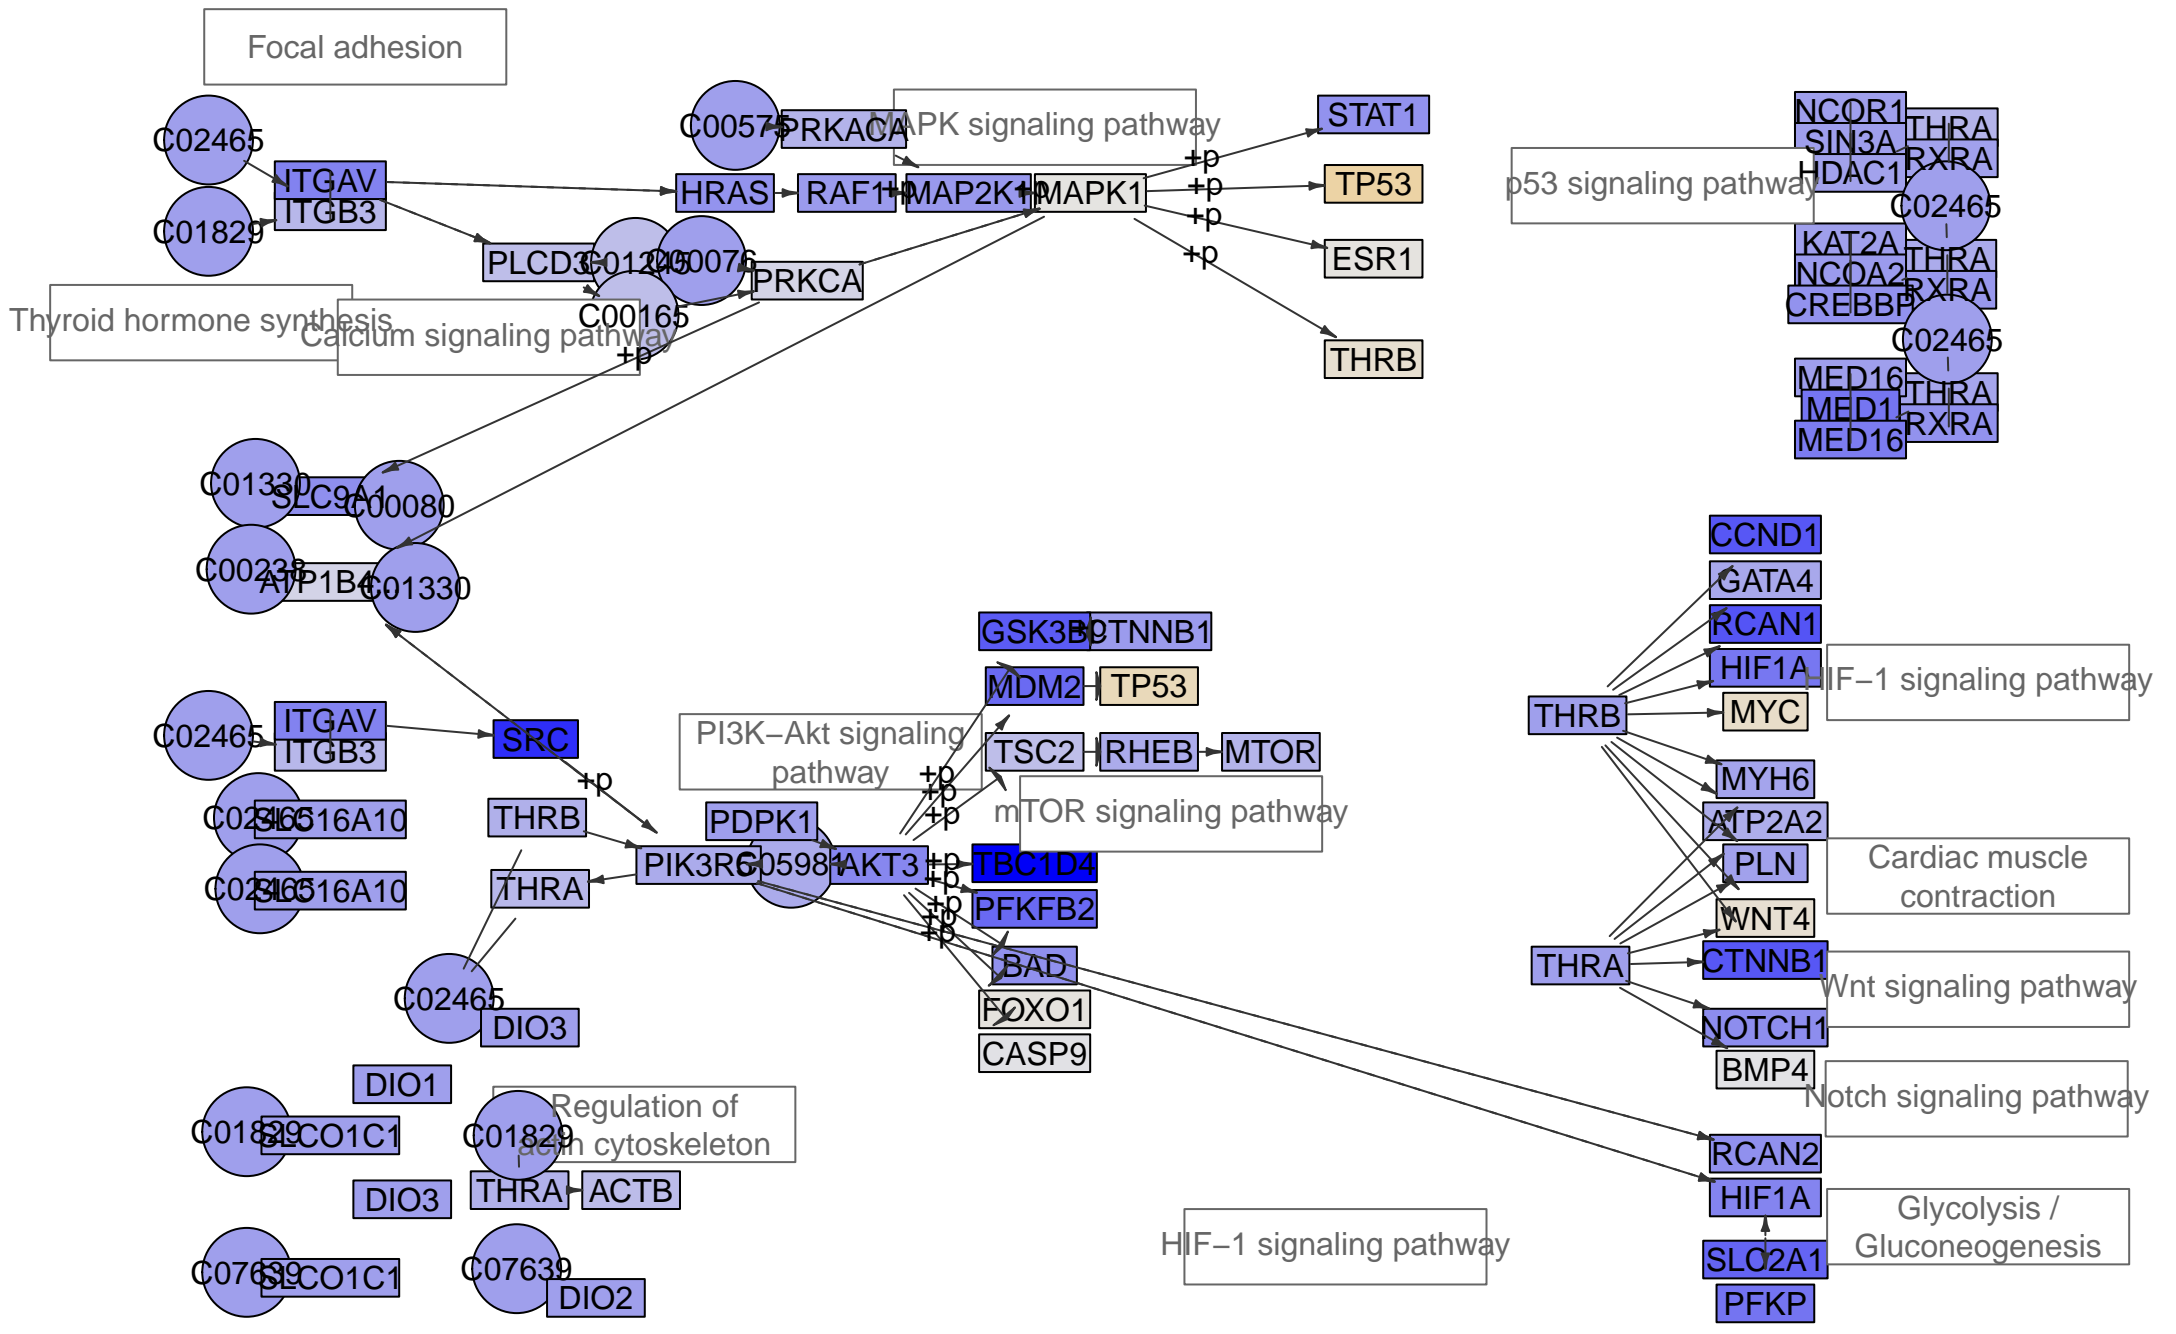 Focal adhesion
C02465
C01829
ITGAV
ITGB3
C00575
PRKACA
MAPK signaling pathway
HRAS
RAF1
+p
MAP2K1
+p
MAPK1
+p
+p
+p
+p
STAT1
TP53
ESR1
THRB
PLCD3
C01245
C00076
C00165
PRKCA
Thyroid hormone synthesis
Calcium signaling pathway
+p
p53 signaling pathway
NCOR1
SIN3A
HDAC1
THRA
RXRA
C02465
KAT2A
NCOA2
CREBBP
THRA
RXRA
C02465
MED16
MED1
MED16
THRA
RXRA
C01330
SLC9A1
C00080
C00238
ATP1B4
C01330
C02465
ITGAV
ITGB3
SRC
+p
C02465
SLC16A10
C02465
SLC16A10
THRB
THRA
C02465
DIO3
PI3K−Akt signaling
pathway
PDPK1
PIK3R6
C05981
AKT3
GSK3B
+p
CTNNB1
MDM2
TP53
TSC2
RHEB
MTOR
mTOR signaling pathway
+p
+p
+p
+p
+p
+p
+p
+p
TBC1D4
PFKFB2
BAD
FOXO1
CASP9
CCND1
GATA4
RCAN1
HIF1A
HIF−1 signaling pathway
MYC
THRB
MYH6
ATP2A2
PLN
Cardiac muscle
contraction
WNT4
THRA
CTNNB1
Wnt signaling pathway
NOTCH1
BMP4
Notch signaling pathway
RCAN2
HIF1A
Glycolysis /
Gluconeogenesis
SLC2A1
PFKP
HIF−1 signaling pathway
DIO1
C01829
SLCO1C1
DIO3
C07639
SLCO1C1
Regulation of
actin cytoskeleton
C01829
THRA
ACTB
C07639
DIO2